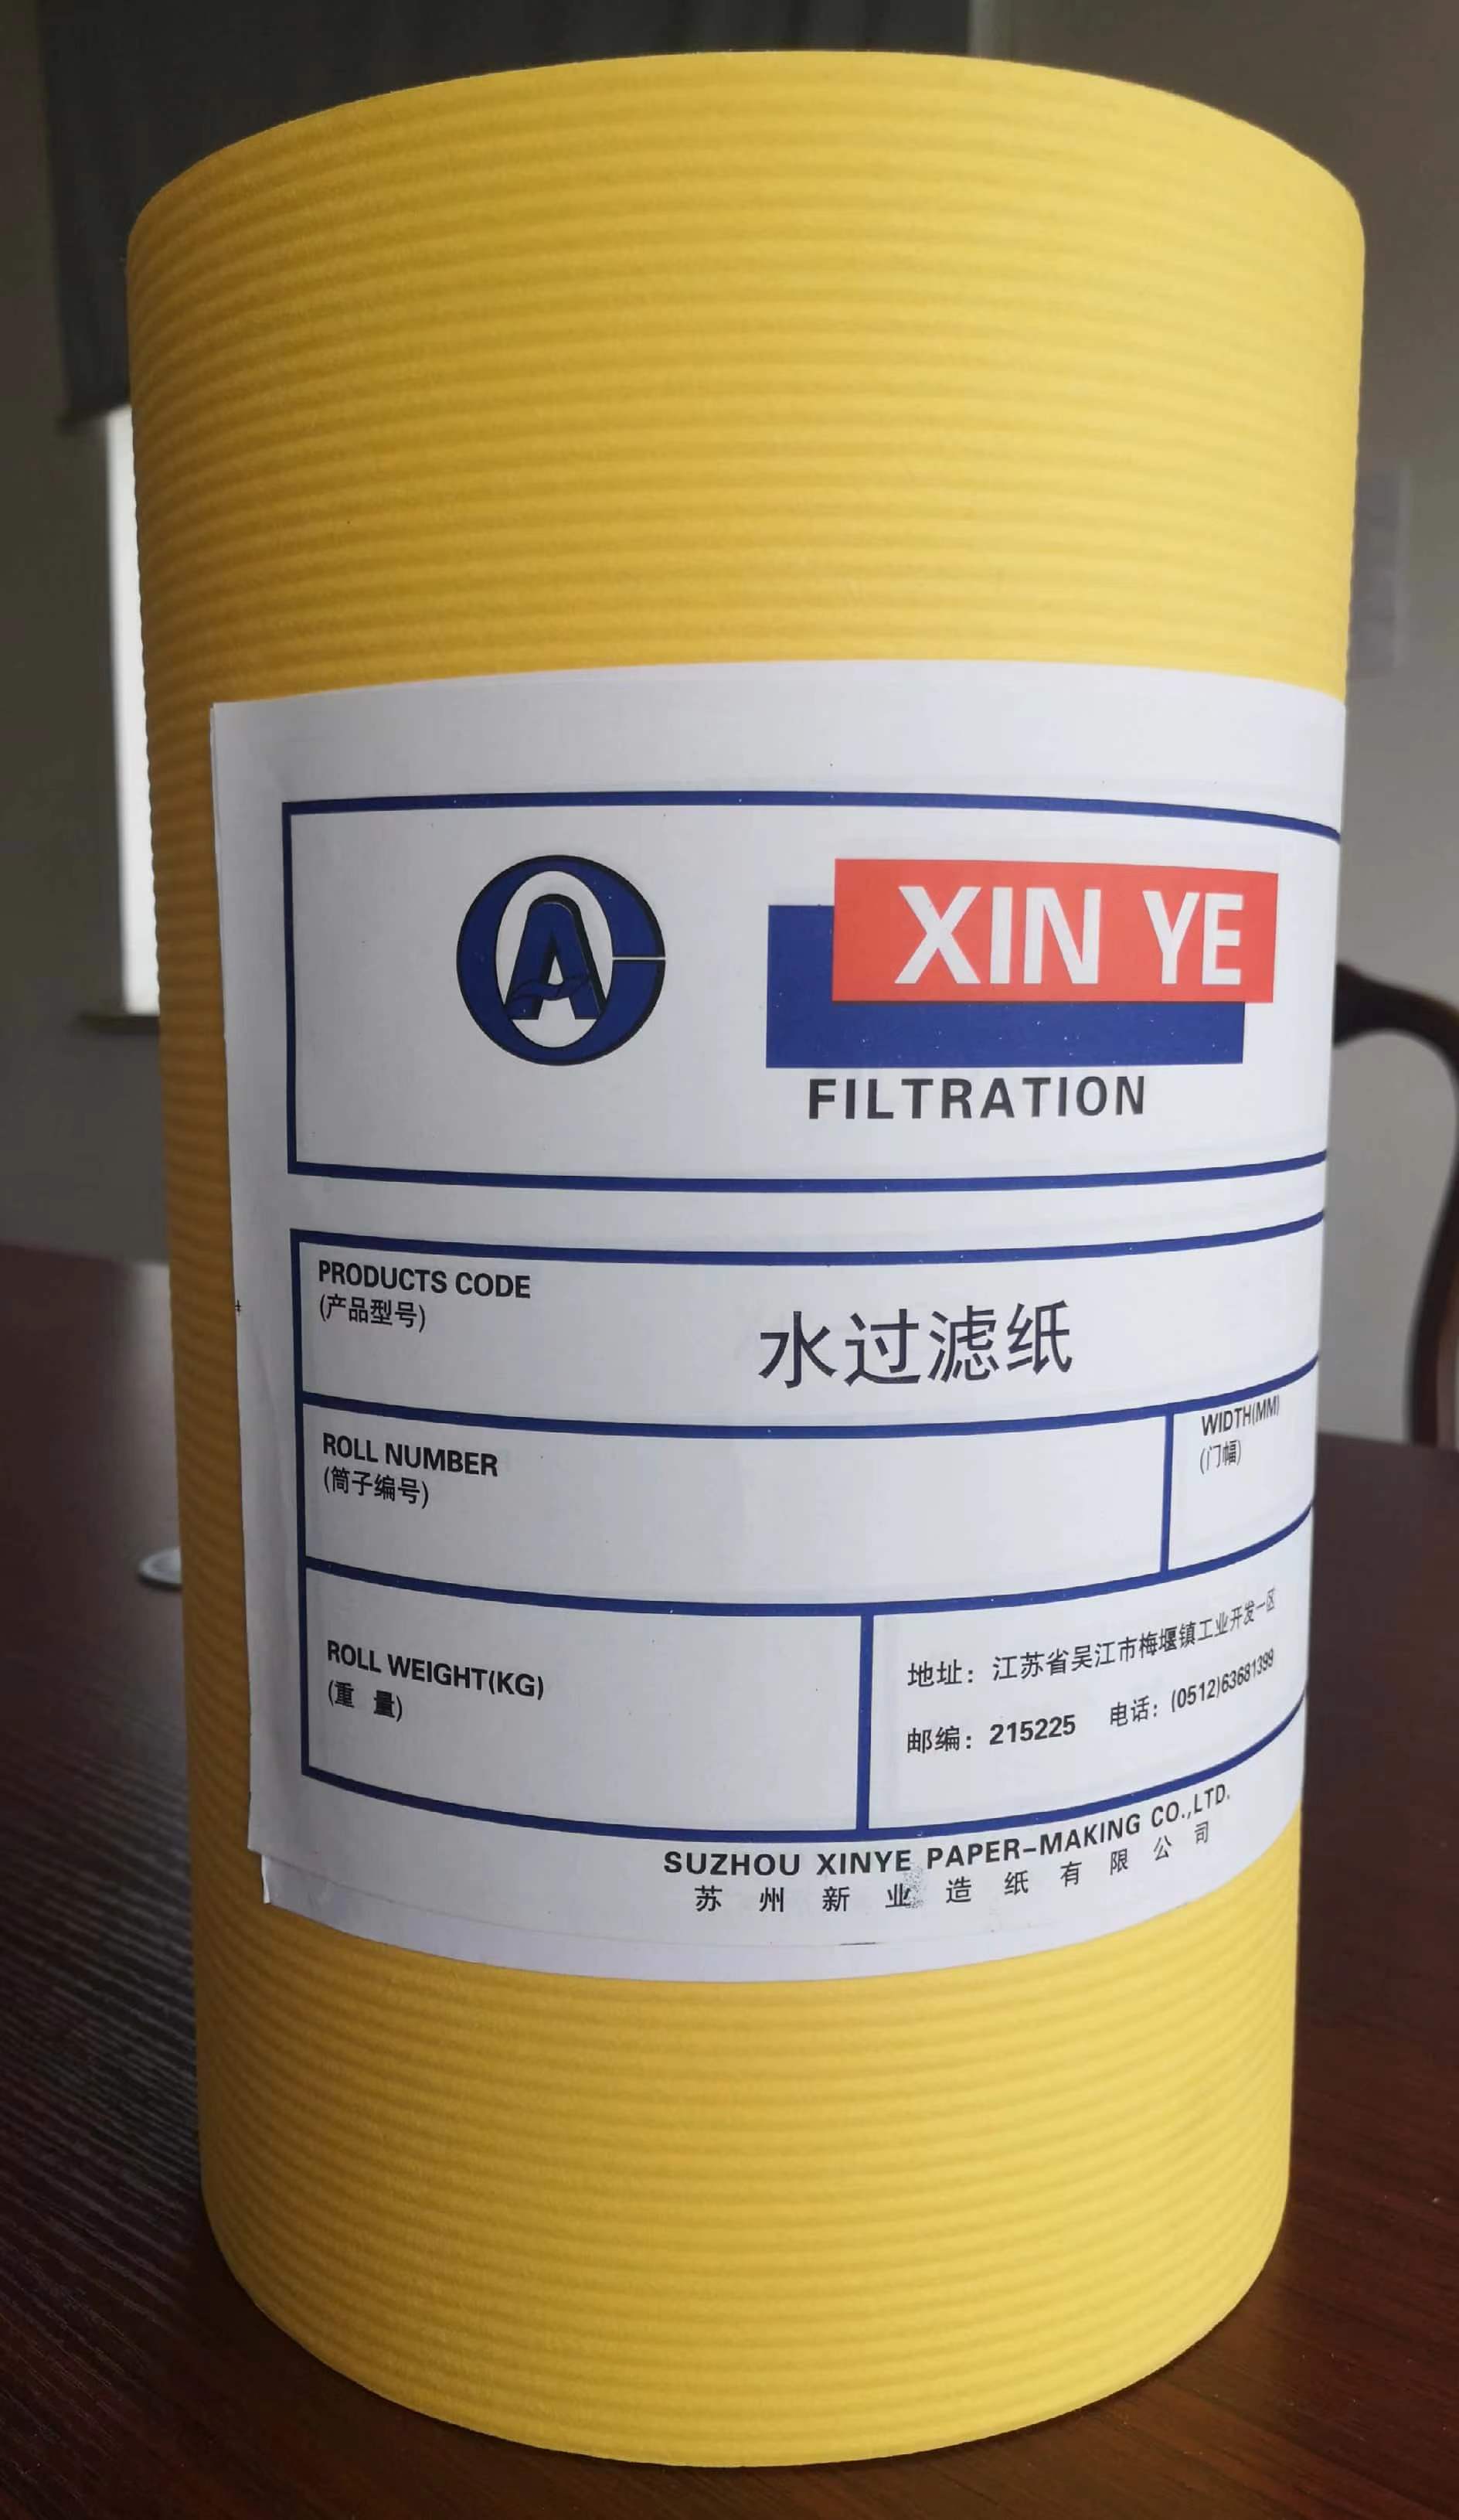 A
XIN YE
FILTRATION
PRODUCTS CODE
(产品型号)
水过滤纸
ROLL NUMBER
(筒子编号)
WIDTH(MM)
(门幅)
ROLL WEIGHT(KG)
(重 量)
地址：江苏省吴江市梅堰镇工业开发一区
邮编：215225 电话：(0512)63681399
SUZHOU XINYE PAPER-MAKING CO.,LTD.
苏州新业造纸有限公司